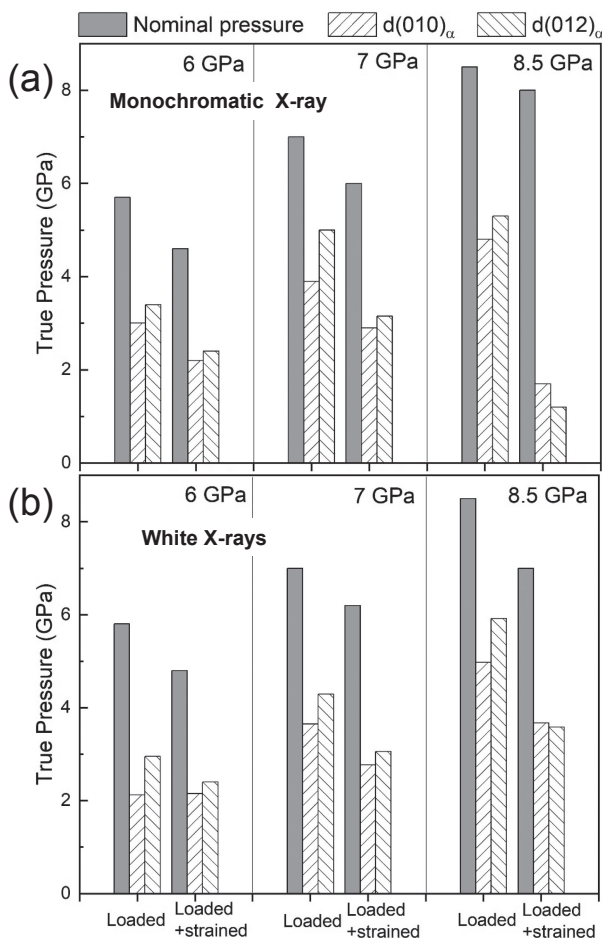 Nominal pressure d(010)α d(012)α
(a)
6 GPa 7 GPa 8.5 GPa
Monochromatic X-ray
True Pressure (GPa)
8
6
4
2
0
(b)
6 GPa 7 GPa 8.5 GPa
White X-rays
True Pressure (GPa)
8
6
4
2
0
Loaded Loaded +strained Loaded Loaded +strained Loaded Loaded +strained